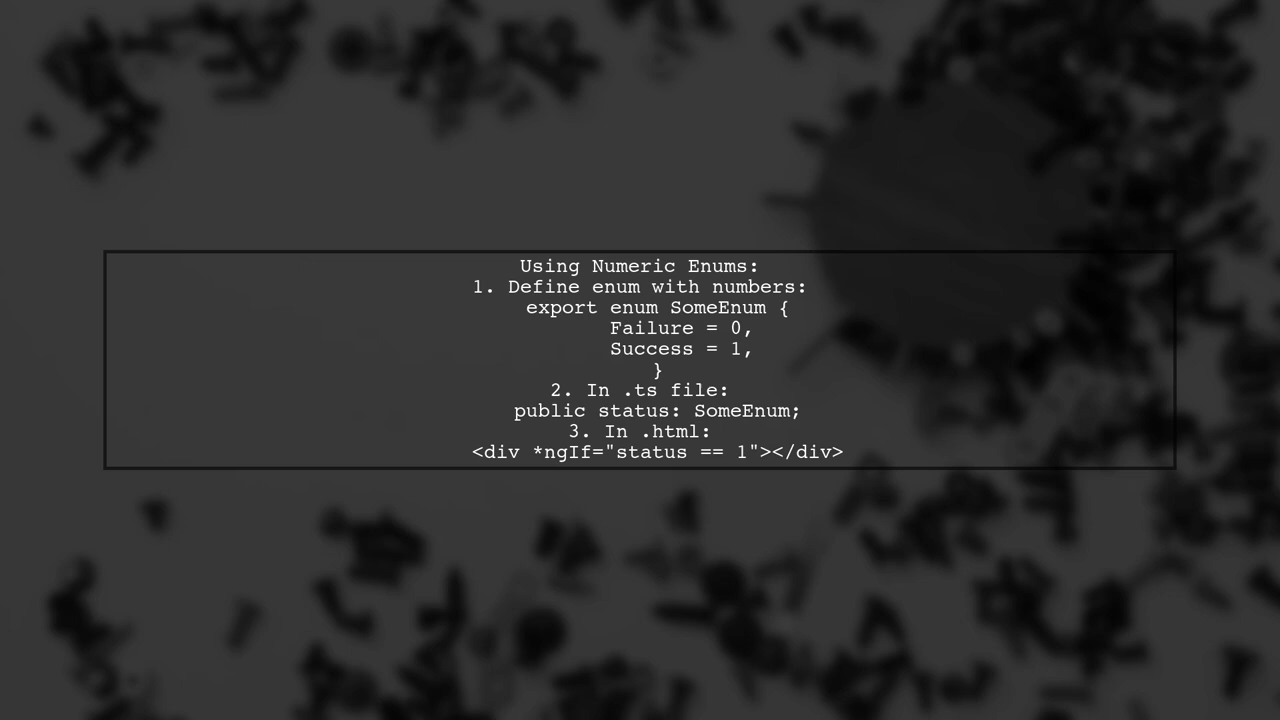 Using Numeric Enums:
1. Define enum with numbers:
export enum SomeEnum {
Failure = 0,
Success = 1,
}
2. In .ts file:
public status: SomeEnum;
3. In .html:
<div *ngIf="status == 1"></div>